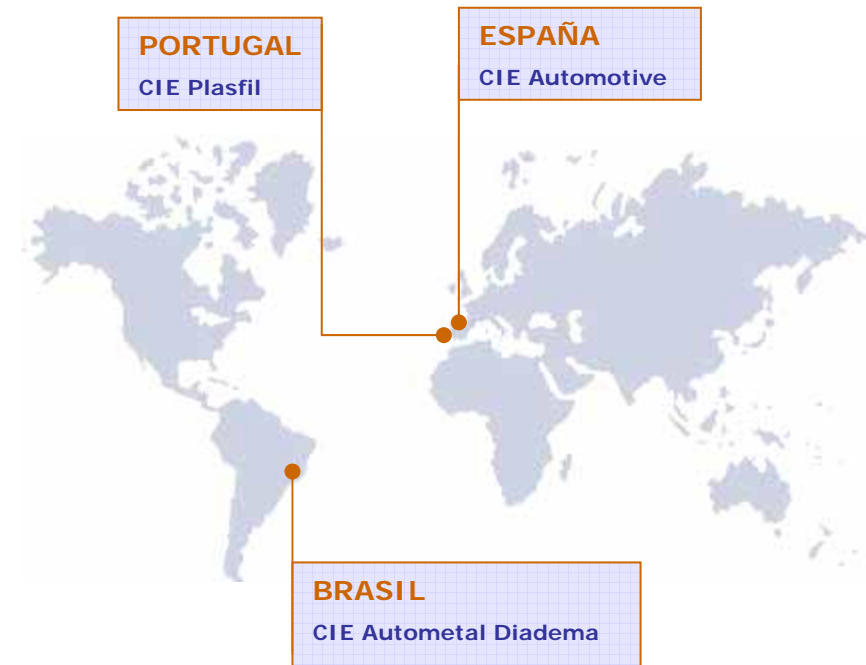 PORTUGAL
CIE Plasfil
ESPAÑA
CIE Automotive
BRASIL
CIE Autometal Diadema